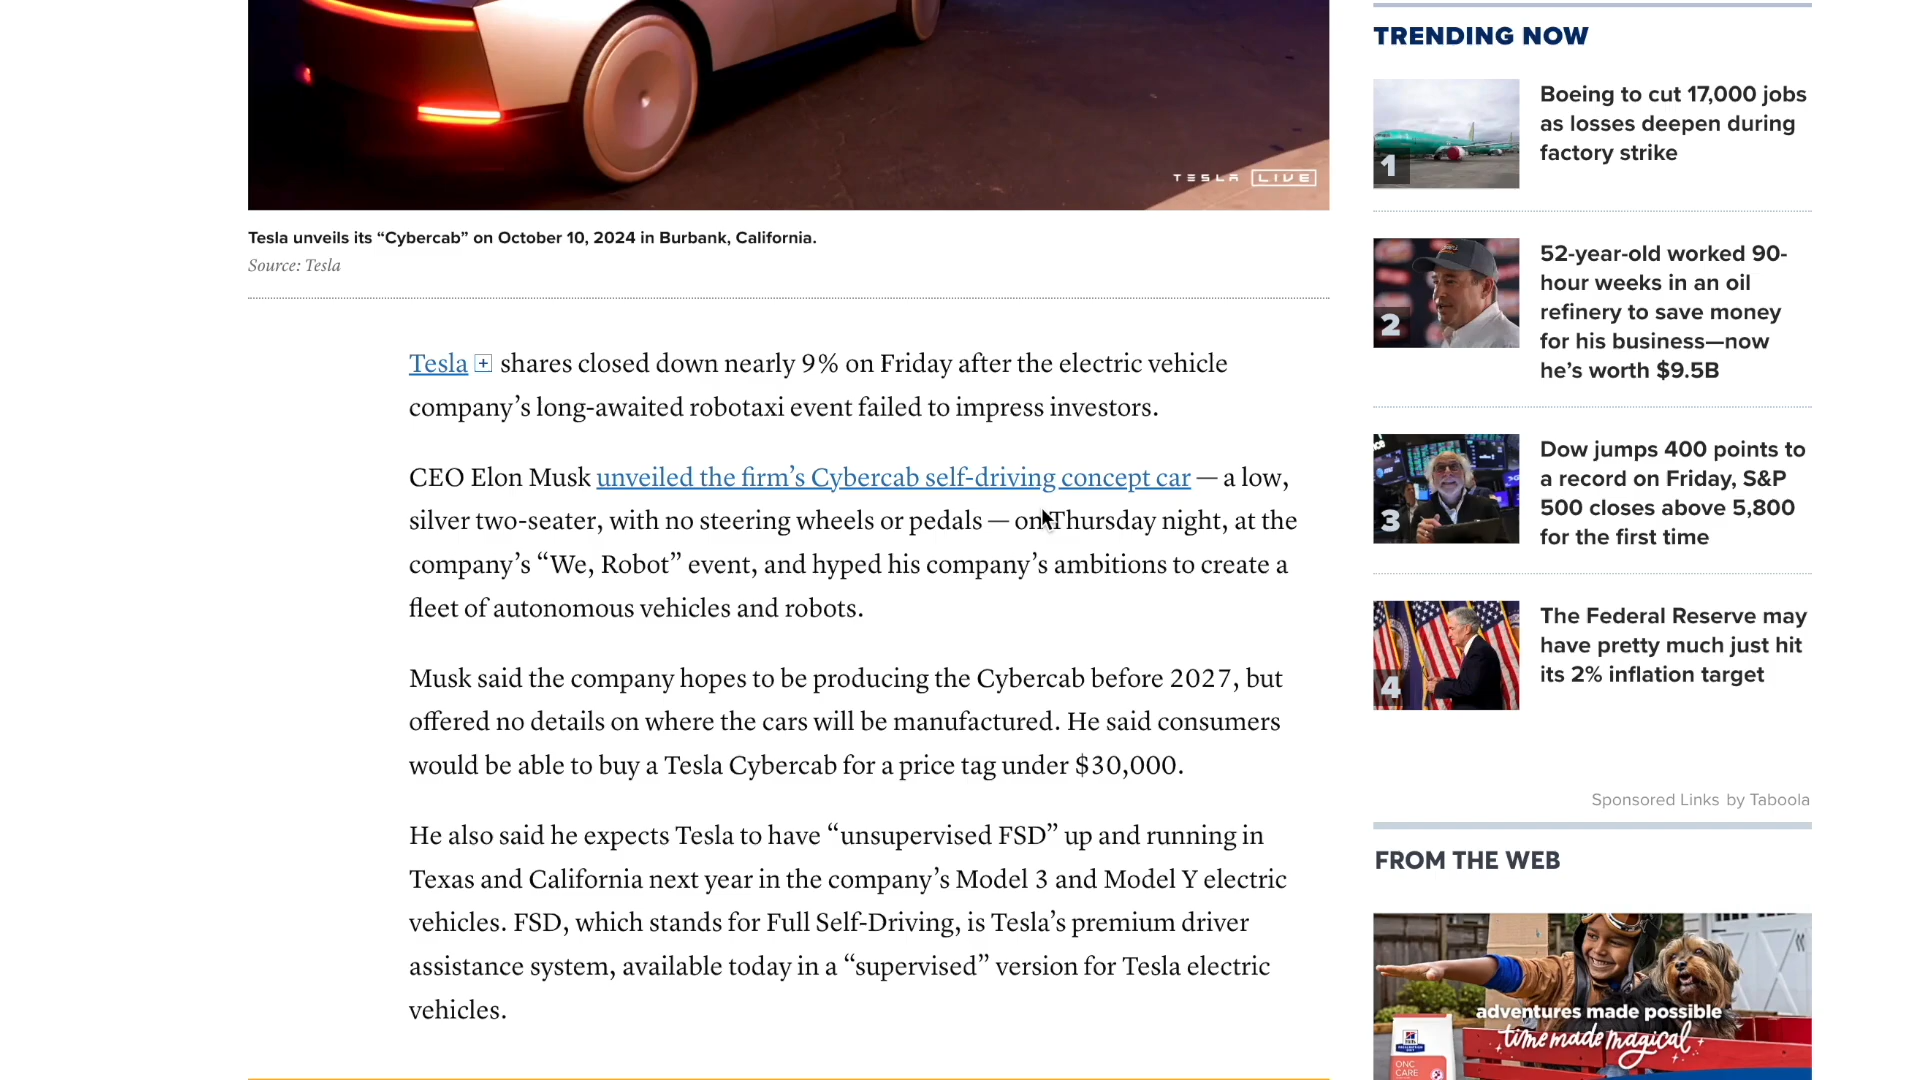 TESLA LIVE
Tesla unveils its “Cybercab” on October 10, 2024 in Burbank, California.
Source: Tesla
Tesla + shares closed down nearly 9% on Friday after the electric vehicle
company’s long-awaited robotaxi event failed to impress investors.
CEO Elon Musk unveiled the firm’s Cybercab self-driving concept car — a low,
silver two-seater, with no steering wheels or pedals — on Thursday night, at the
company’s “We, Robot” event, and hyped his company’s ambitions to create a
fleet of autonomous vehicles and robots.
Musk said the company hopes to be producing the Cybercab before 2027, but
offered no details on where the cars will be manufactured. He said consumers
would be able to buy a Tesla Cybercab for a price tag under $30,000.
He also said he expects Tesla to have “unsupervised FSD” up and running in
Texas and California next year in the company’s Model 3 and Model Y electric
vehicles. FSD, which stands for Full Self-Driving, is Tesla’s premium driver
assistance system, available today in a “supervised” version for Tesla electric
vehicles.
TRENDING NOW
1
Boeing to cut 17,000 jobs
as losses deepen during
factory strike
2
52-year-old worked 90-
hour weeks in an oil
refinery to save money
for his business—now
he’s worth $9.5B
3
Dow jumps 400 points to
a record on Friday, S&P
500 closes above 5,800
for the first time
4
The Federal Reserve may
have pretty much just hit
its 2% inflation target
Sponsored Links by Taboola
FROM THE WEB
adventures made possible
time made magical
Hill's
ONC
CARE